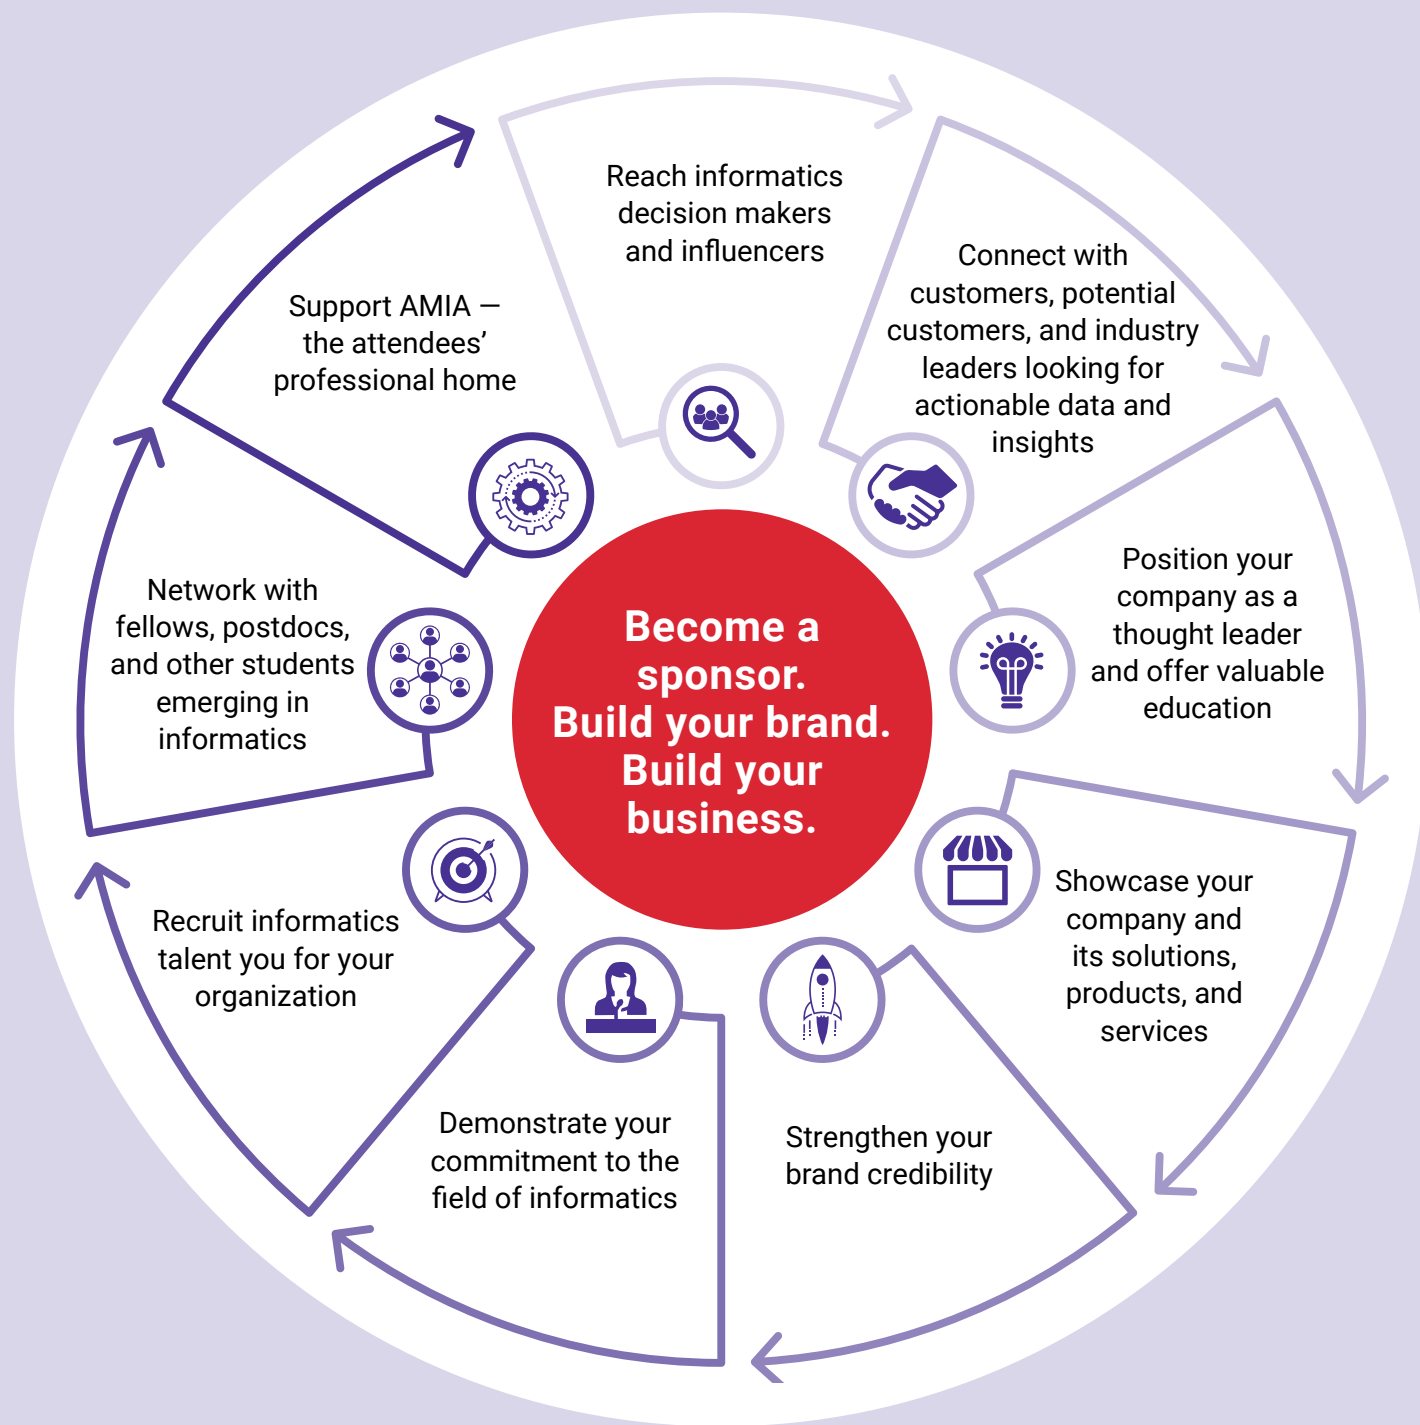 Reach informatics
decision makers
and influencers
Connect with
customers, potential
customers, and industry
leaders looking for
actionable data and
insights
Position your
company as a
thought leader
and offer valuable
education
Showcase your
company and
its solutions,
products, and
services
Strengthen your
brand credibility
Demonstrate your
commitment to the
field of informatics
Recruit informatics
talent you for your
organization
Network with
fellows, postdocs,
and other students
emerging in
informatics
Support AMIA —
the attendees’
professional home
Become a
sponsor.
Build your brand.
Build your
business.